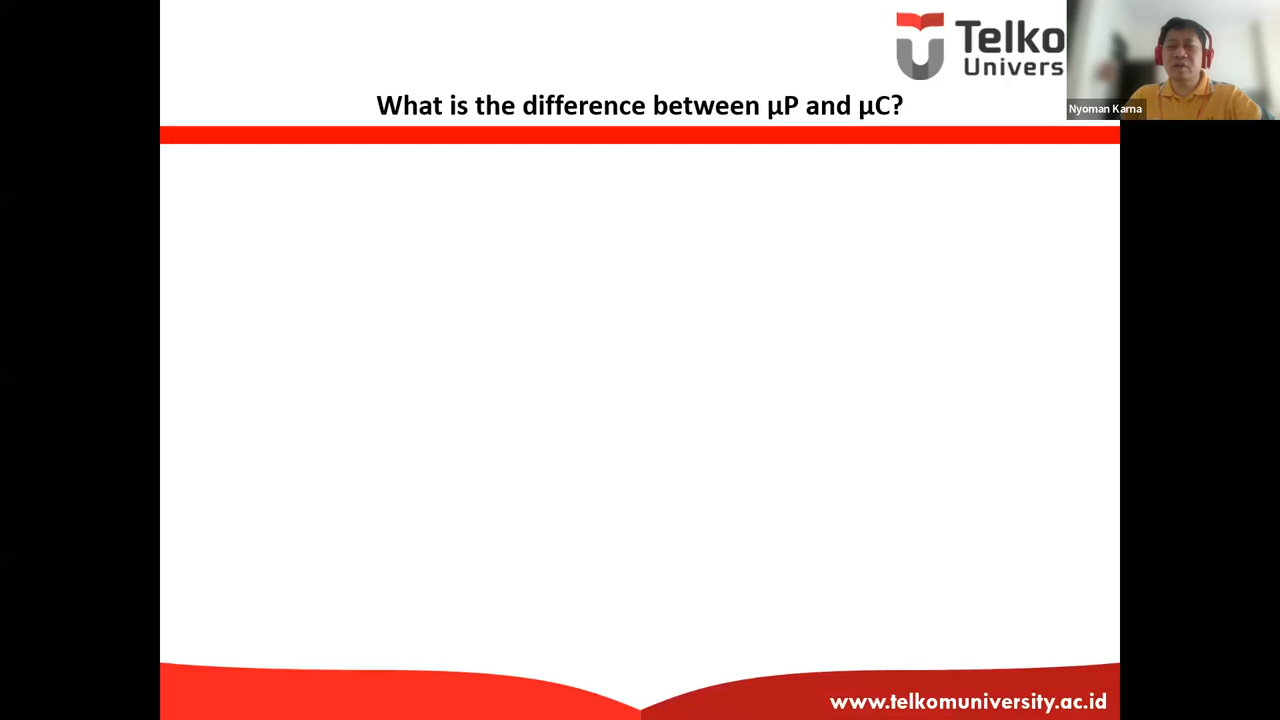 Telko
Univers
Nyoman Karna
What is the difference between µP and µC?
www.telkomuniversity.ac.id